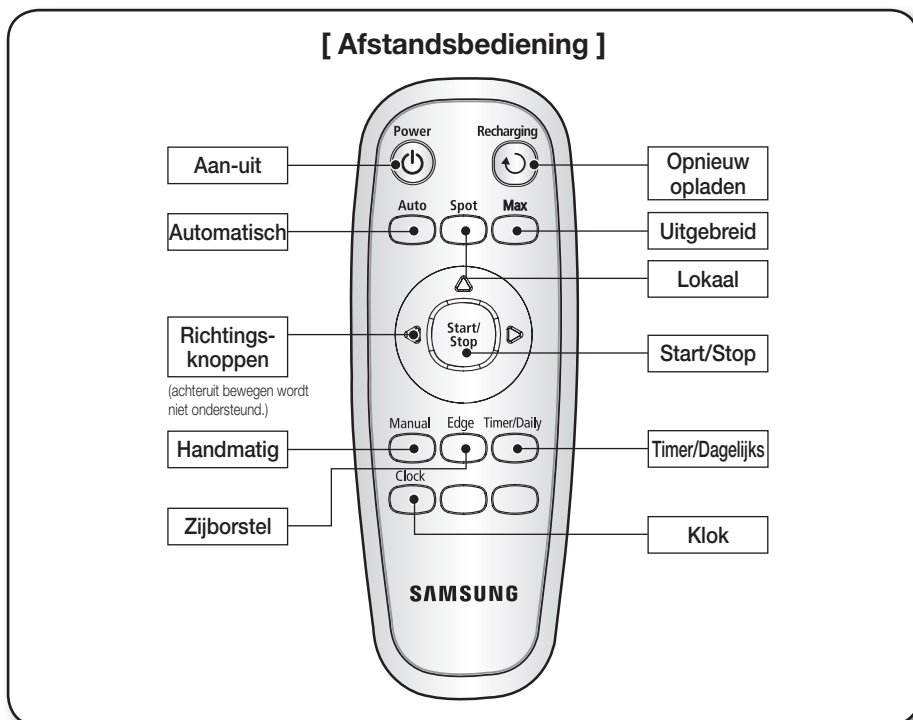 [ Afstandsbediening ]
Power
Recharging
Aan-uit
Opnieuw
opladen
Auto
Spot
Max
Automatisch
Uitgebreid
Lokaal
Start/
Stop
Richtings-
knoppen
(achteruit bewegen wordt
niet ondersteund.)
Start/Stop
Manual
Edge
Timer/Daily
Handmatig
Timer/Dagelijks
Clock
Zijborstel
Klok
SAMSUNG